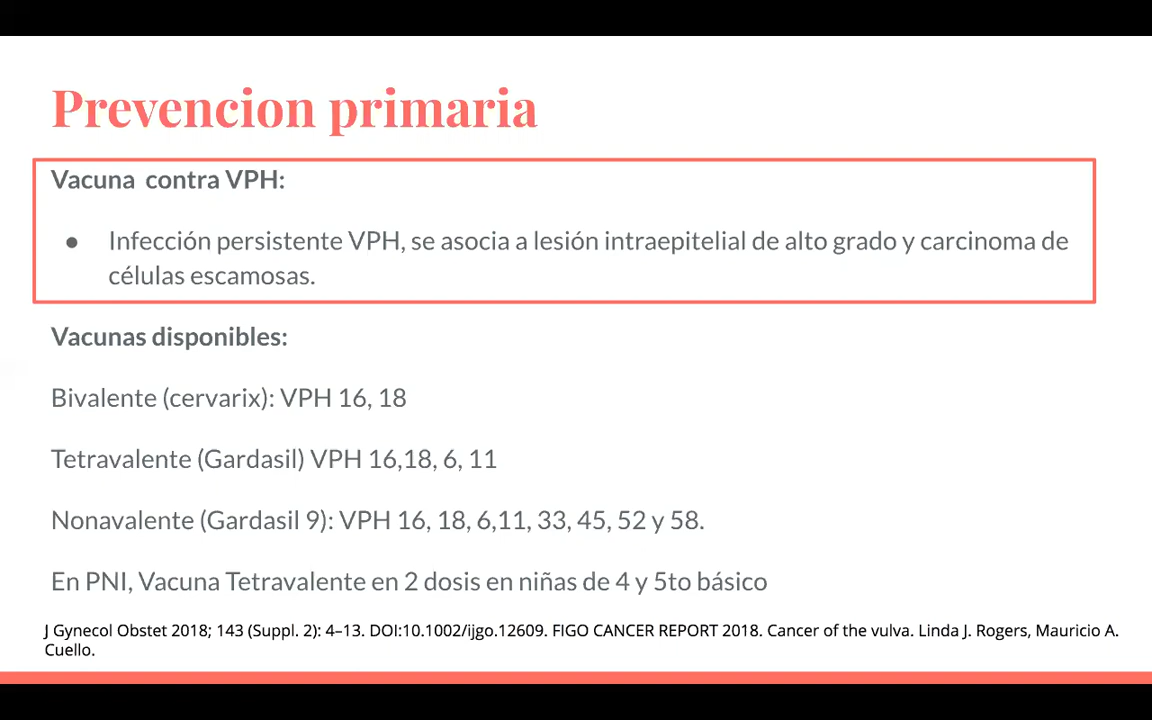 Prevencion primaria
Vacuna contra VPH:
● Infección persistente VPH, se asocia a lesión intraepitelial de alto grado y carcinoma de
células escamosas.
Vacunas disponibles:
Bivalente (cervarix): VPH 16, 18
Tetravalente (Gardasil) VPH 16,18, 6, 11
Nonavalente (Gardasil 9): VPH 16, 18, 6,11, 33, 45, 52 y 58.
En PNI, Vacuna Tetravalente en 2 dosis en niñas de 4 y 5to básico
J Gynecol Obstet 2018; 143 (Suppl. 2): 4–13. DOI:10.1002/ijgo.12609. FIGO CANCER REPORT 2018. Cancer of the vulva. Linda J. Rogers, Mauricio A.
Cuello.